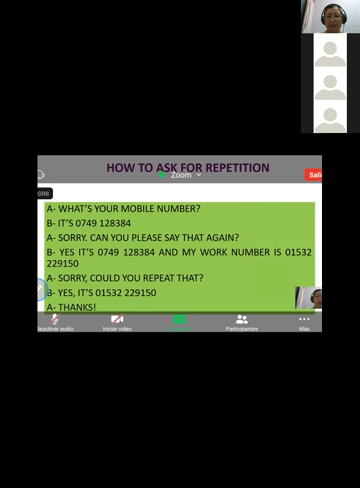 HOW TO ASK FOR REPETITION
Zoom
GRB
A- WHAT'S YOUR MOBILE NUMBER?
B- IT'S 0749 128384
A- SORRY. CAN YOU PLEASE SAY THAT AGAIN?
B- YES IT'S 0749 128384 AND MY WORK NUMBER IS 01532
229150
A- SORRY, COULD YOU REPEAT THAT?
B- YES, IT'S 01532 229150
A- THANKS!
Iniciar video
Participantes
Más